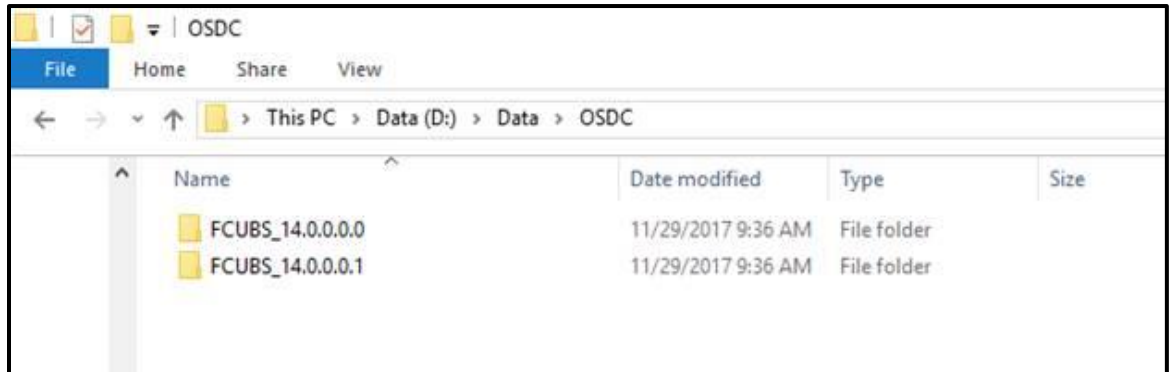 OSDC
File Home Share View
This PC > Data (D:) > Data > OSDC
Name Date modified Type Size
FCUBS_14.0.0.0.0 11/29/2017 9:36 AM File folder
FCUBS_14.0.0.0.1 11/29/2017 9:36 AM File folder